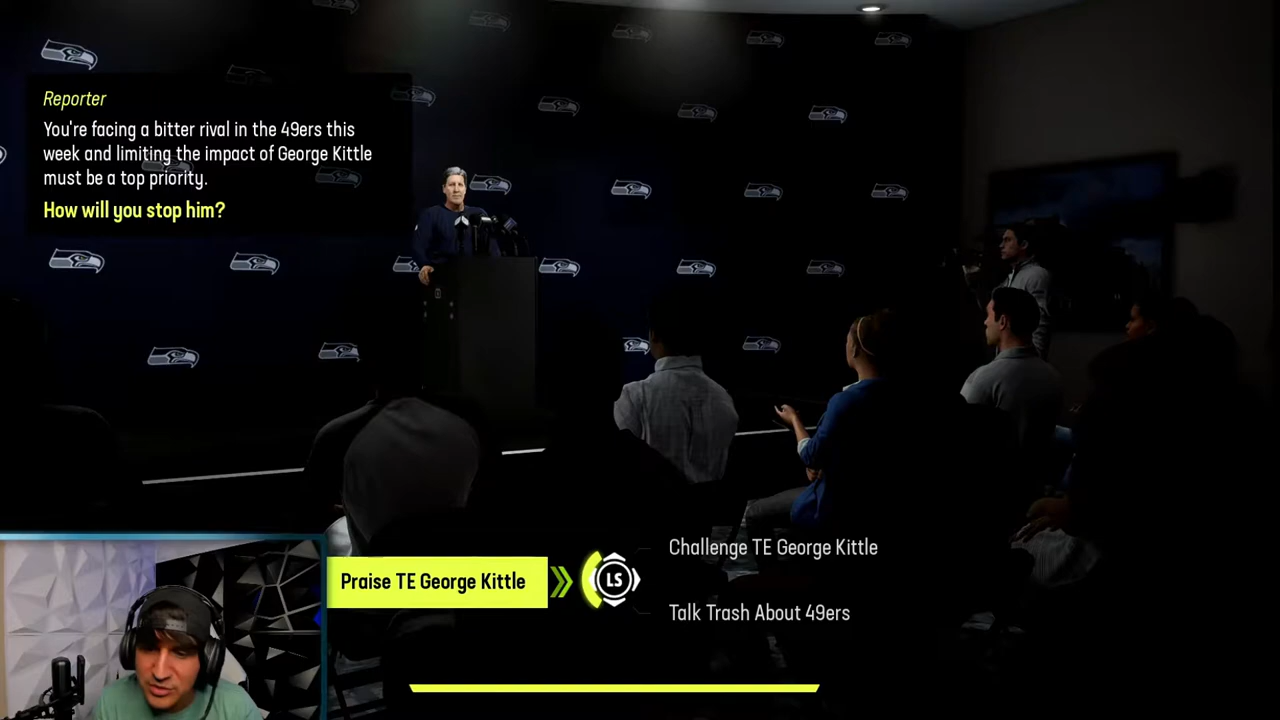 Reporter
You're facing a bitter rival in the 49ers this
week and limiting the impact of George Kittle
must be a top priority.
How will you stop him?
Challenge TE George Kittle
Praise TE George Kittle
LS
Talk Trash About 49ers